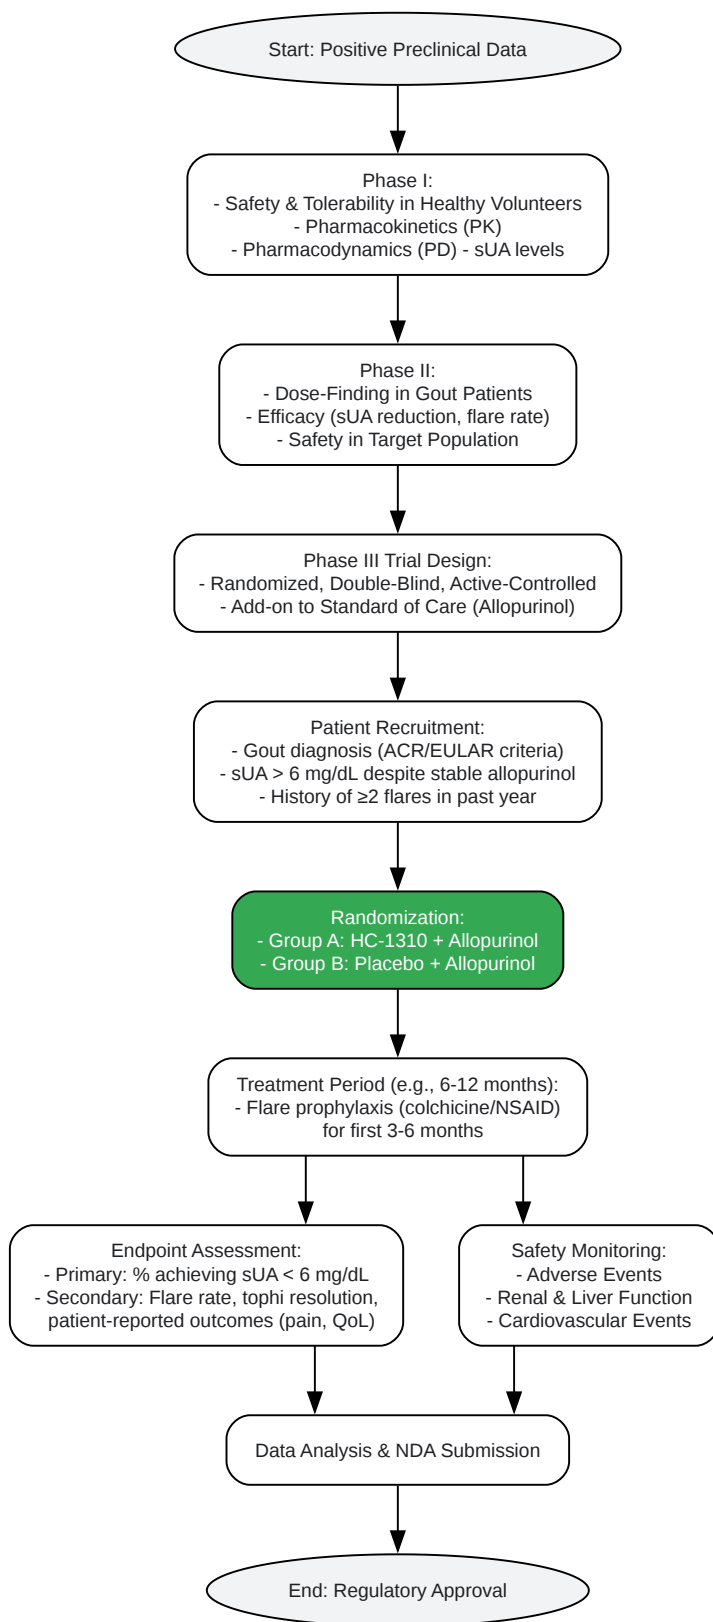 Start: Positive Preclinical Data
Phase I:
- Safety & Tolerability in Healthy Volunteers
- Pharmacokinetics (PK)
- Pharmacodynamics (PD) - sUA levels
Phase II:
- Dose-Finding in Gout Patients
- Efficacy (sUA reduction, flare rate)
- Safety in Target Population
Phase III Trial Design:
- Randomized, Double-Blind, Active-Controlled
- Add-on to Standard of Care (Allopurinol)
Patient Recruitment:
- Gout diagnosis (ACR/EULAR criteria)
- sUA > 6 mg/dL despite stable allopurinol
- History of ≥2 flares in past year
Randomization:
- Group A: HC-1310 + Allopurinol
- Group B: Placebo + Allopurinol
Treatment Period (e.g., 6-12 months):
- Flare prophylaxis (colchicine/NSAID)
for first 3-6 months
Endpoint Assessment:
- Primary: % achieving sUA < 6 mg/dL
- Secondary: Flare rate, tophi resolution,
patient-reported outcomes (pain, QoL)
Safety Monitoring:
- Adverse Events
- Renal & Liver Function
- Cardiovascular Events
Data Analysis & NDA Submission
End: Regulatory Approval